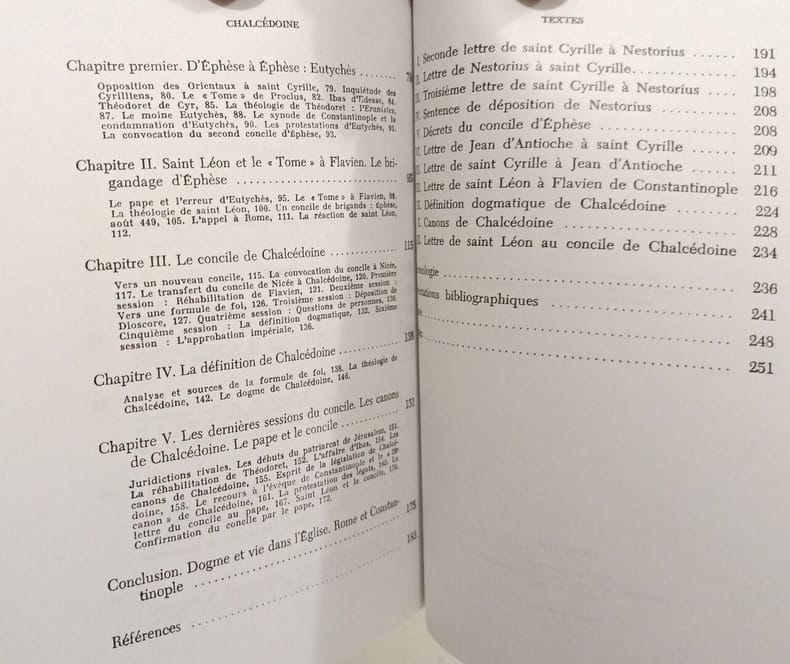 CHALCÉDOINE
Chapitre premier. D'Éphèse à Éphèse : Eutychès ........
Opposition des Orientaux à saint Cyrille, 79. Inquiétude des
Cyrilliens, 80. Le « Tome » de Proclus, 82. Ibas d'Edesse, 84.
Théodoret de Cyr, 85. La théologie de Théodoret : l'Eranistes,
87. Le moine Eutychès, 88. Le synode de Constantinople et la
condamnation d'Eutychès, 90. Les protestations d'Eutychès, 91.
La convocation du second concile d'Éphèse, 93.
Chapitre II. Saint Léon et le « Tome » à Flavien. Le bri-
gandage d'Éphèse .......................... 95
Le pape et l'erreur d'Eutychès, 95. Le « Tome » à Flavien, 98.
La théologie de saint Léon, 100. Un concile de brigands : Éphèse,
août 449, 105. L'appel à Rome, 111. La réaction de saint Léon,
112.
Chapitre III. Le concile de Chalcédoine ................ 115
Vers un nouveau concile, 115. La convocation du concile à Nicée,
117. Le transfert du concile de Nicée à Chalcédoine, 120. Première
session : Réhabilitation de Flavien, 121. Deuxième session :
Vers une formule de foi, 126. Troisième session : Déposition de
Dioscore, 127. Quatrième session : Questions de personnes, 130.
Cinquième session : La définition dogmatique, 132. Sixième
session : L'approbation impériale, 136.
Chapitre IV. La définition de Chalcédoine .............. 138
Analyse et sources de la formule de foi, 138. La théologie de
Chalcédoine, 142. Le dogme de Chalcédoine, 146.
Chapitre V. Les dernières sessions du concile. Les canons
de Chalcédoine. Le pape et le concile ............ 151
Juridictions rivales. Les débuts du patriarcat de Jérusalem, 151.
La réhabilitation de Théodoret, 152. L'affaire d'Ibas, 154. Les
canons de Chalcédoine, 155. Esprit de la législation de Chalcé-
doine, 158. Le recours à l'évêque de Constantinople et le «
canon » de Chalcédoine, 161. La protestation des légats, 165. La
lettre du concile au pape, 167. Saint Léon et le concile, 170.
Confirmation du concile par le pape, 172.
Conclusion. Dogme et vie dans l'Église. Rome et Constan-
tinople .................................. 175
Références .................................. 183
TEXTES
Seconde lettre de saint Cyrille à Nestorius ...... 191
Lettre de Nestorius à saint Cyrille.............. 194
Troisième lettre de saint Cyrille à Nestorius ..... 198
Sentence de déposition de Nestorius .......... 208
Décrets du concile d'Éphèse ................ 208
Lettre de Jean d'Antioche à saint Cyrille ....... 209
Lettre de saint Cyrille à Jean d'Antioche ....... 211
Lettre de saint Léon à Flavien de Constantinople 216
Définition dogmatique de Chalcédoine ........ 224
Canons de Chalcédoine .................... 228
Lettre de saint Léon au concile de Chalcédoine 234
.................................. 236
bibliographiques ........................ 241
.................................. 248
.................................. 251